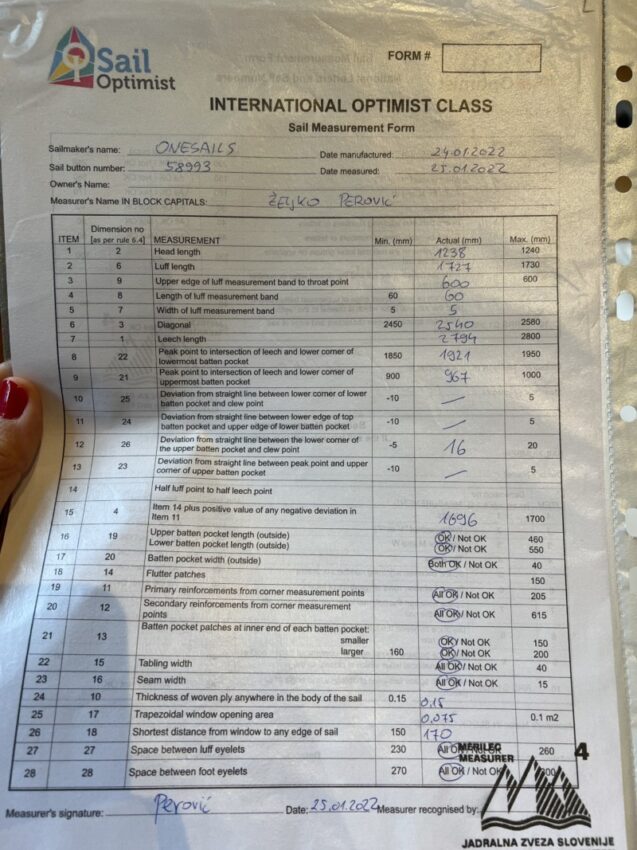 Sail
Optimist
FORM #
INTERNATIONAL OPTIMIST CLASS
Sail Measurement Form
Sailmaker's name: ONESAILS Date manufactured: 24.01.2022
Sail button number: 58993 Date measured: 25.01.2022
Owner's Name:
Measurer's Name IN BLOCK CAPITALS: ŽELJKO PEROVIĆ
ITEM Dimension no [as per rule 6.4] MEASUREMENT Min. (mm) Actual (mm) Max. (mm)
1 2 Head length 1238 1240
2 6 Luff length 1727 1730
3 9 Upper edge of luff measurement band to throat point 600 600
4 8 Length of luff measurement band 60 60
5 7 Width of luff measurement band 5 5
6 3 Diagonal 2450 2540 2580
7 1 Leech length 2794 2800
8 22 Peak point to intersection of leech and lower corner of lowermost batten pocket 1850 1921 1950
9 21 Peak point to intersection of leech and lower corner of uppermost batten pocket 900 967 1000
10 25 Deviation from straight line between lower corner of lower batten pocket and clew point -10 — 5
11 24 Deviation from straight line between lower edge of top batten pocket and upper edge of lower batten pocket -10 — 5
12 26 Deviation from straight line between the lower corner of the upper batten pocket and clew point -5 16 20
13 23 Deviation from straight line between peak point and upper corner of upper batten pocket -10 — 5
14 Half luff point to half leech point
15 4 Item 14 plus positive value of any negative deviation in Item 11 1696 1700
16 19 Upper batten pocket length (outside) OK / Not OK 460
Lower batten pocket length (outside) OK / Not OK 550
17 20 Batten pocket width (outside) Both OK / Not OK 40
18 14 Flutter patches 150
19 11 Primary reinforcements from corner measurement points All OK / Not OK 205
20 12 Secondary reinforcements from corner measurement points All OK / Not OK 615
21 13 Batten pocket patches at inner end of each batten pocket:
smaller OK / Not OK 150
larger 160 OK / Not OK 200
22 15 Tabling width All OK / Not OK 40
23 16 Seam width All OK / Not OK 15
24 10 Thickness of woven ply anywhere in the body of the sail 0.15 0.15
25 17 Trapezoidal window opening area 0.075 0.1 m2
26 18 Shortest distance from window to any edge of sail 150 170
27 27 Space between luff eyelets 230 All OK 260
28 28 Space between foot eyelets 270 All OK / Not OK
MERILEC 4
MEASURER
Measurer's signature: Perović Date: 25.01.2022 Measurer recognised by:
JADRALNA ZVEZA SLOVENIJE